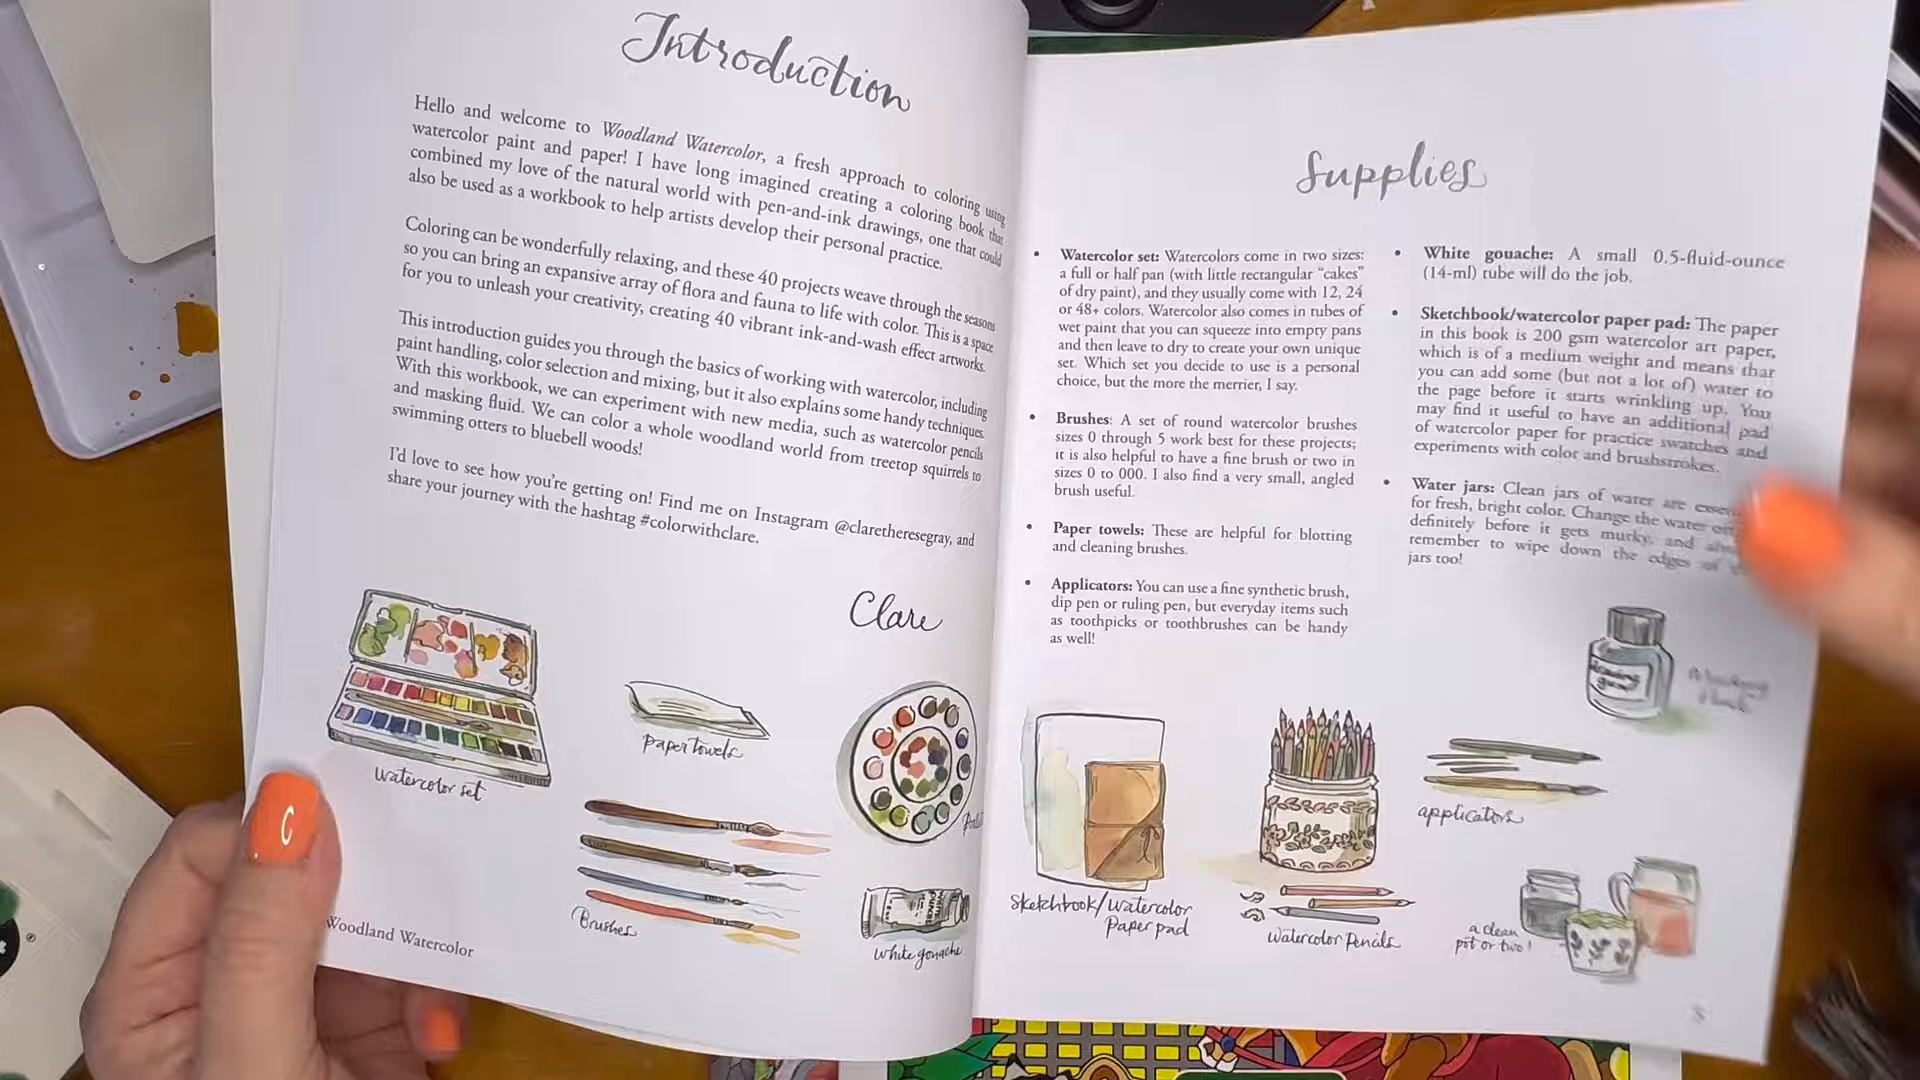 Introduction
Hello and welcome to Woodland Watercolor, a fresh approach to coloring using
watercolor paint and paper! I have long imagined creating a coloring book that
combined my love of the natural world with pen-and-ink drawings, one that could
also be used as a workbook to help artists develop their personal practice.
Coloring can be wonderfully relaxing, and these 40 projects weave through the seasons
so you can bring an expansive array of flora and fauna to life with color. This is a space
for you to unleash your creativity, creating 40 vibrant ink-and-wash effect artworks.
This introduction guides you through the basics of working with watercolor, including
paint handling, color selection and mixing, but it also explains some handy techniques.
With this workbook, we can experiment with new media, such as watercolor pencils
and masking fluid. We can color a whole woodland world from treetop squirrels to
swimming otters to bluebell woods!
I'd love to see how you're getting on! Find me on Instagram @claretheresegray, and
share your journey with the hashtag #colorwithclare.
Clare
watercolor set
paper towels
Brushes
white gouache
Woodland Watercolor
Supplies
• Watercolor set: Watercolors come in two sizes:
a full or half pan (with little rectangular "cakes"
of dry paint), and they usually come with 12, 24
or 48+ colors. Watercolor also comes in tubes of
wet paint that you can squeeze into empty pans
and then leave to dry to create your own unique
set. Which set you decide to use is a personal
choice, but the more the merrier, I say.
• Brushes: A set of round watercolor brushes
sizes 0 through 5 work best for these projects;
it is also helpful to have a fine brush or two in
sizes 0 to 000. I also find a very small, angled
brush useful.
• Paper towels: These are helpful for blotting
and cleaning brushes.
• Applicators: You can use a fine synthetic brush,
dip pen or ruling pen, but everyday items such
as toothpicks or toothbrushes can be handy
as well!
• White gouache: A small 0.5-fluid-ounce
(14-ml) tube will do the job.
• Sketchbook/watercolor paper pad: The paper
in this book is 200 gsm watercolor art paper,
which is of a medium weight and means that
you can add some (but not a lot of) water to
the page before it starts wrinkling up. You
may find it useful to have an additional pad
of watercolor paper for practice swatches and
experiments with color and brushstrokes.
• Water jars: Clean jars of water are
for fresh, bright color. Change the water
definitely before it gets murky, and
remember to wipe down the edges of
jars too!
sketchbook/watercolor
paper pad
watercolor pencils
applicators
a clean
pot or two!
C